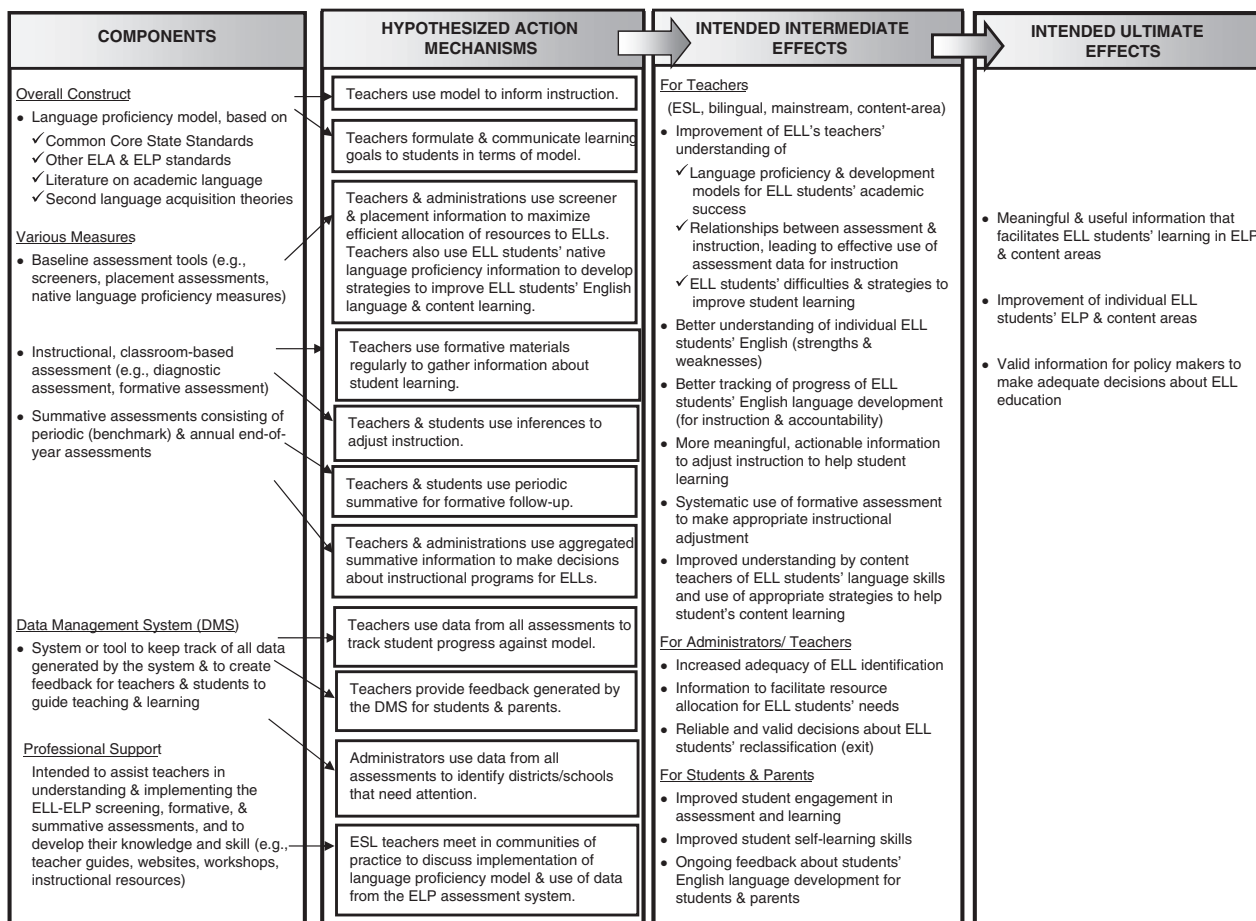 COMPONENTS
Overall Construct
• Language proficiency model, based on
✓Common Core State Standards
✓Other ELA & ELP standards
✓Literature on academic language
✓Second language acquisition theories
Various Measures
• Baseline assessment tools (e.g.,
screeners, placement assessments,
native language proficiency measures)
• Instructional, classroom-based
assessment (e.g., diagnostic
assessment, formative assessment)
• Summative assessments consisting of
periodic (benchmark) & annual end-of-
year assessments
Data Management System (DMS)
• System or tool to keep track of all data
generated by the system & to create
feedback for teachers & students to
guide teaching & learning
Professional Support
Intended to assist teachers in
understanding & implementing the
ELL-ELP screening, formative, &
summative assessments, and to
develop their knowledge and skill (e.g.,
teacher guides, websites, workshops,
instructional resources)
HYPOTHESIZED ACTION
MECHANISMS
Teachers use model to inform instruction.
Teachers formulate & communicate learning
goals to students in terms of model.
Teachers & administrations use screener
& placement information to maximize
efficient allocation of resources to ELLs.
Teachers also use ELL students' native
language proficiency information to develop
strategies to improve ELL students' English
language & content learning.
Teachers use formative materials
regularly to gather information about
student learning.
Teachers & students use inferences to
adjust instruction.
Teachers & students use periodic
summative for formative follow-up.
Teachers & administrations use aggregated
summative information to make decisions
about instructional programs for ELLs.
Teachers use data from all assessments to
track student progress against model.
Teachers provide feedback generated by
the DMS for students & parents.
Administrators use data from all
assessments to identify districts/schools
that need attention.
ESL teachers meet in communities of
practice to discuss implementation of
language proficiency model & use of data
from the ELP assessment system.
INTENDED INTERMEDIATE
EFFECTS
For Teachers
(ESL, bilingual, mainstream, content-area)
• Improvement of ELL's teachers'
understanding of
✓Language proficiency & development
models for ELL students' academic
success
✓Relationships between assessment &
instruction, leading to effective use of
assessment data for instruction
✓ELL students' difficulties & strategies to
improve student learning
• Better understanding of individual ELL
students' English (strengths &
weaknesses)
• Better tracking of progress of ELL
students' English language development
(for instruction & accountability)
• More meaningful, actionable information
to adjust instruction to help student
learning
• Systematic use of formative assessment
to make appropriate instructional
adjustment
• Improved understanding by content
teachers of ELL students' language skills
and use of appropriate strategies to help
student's content learning
For Administrators/ Teachers
• Increased adequacy of ELL identification
• Information to facilitate resource
allocation for ELL students' needs
• Reliable and valid decisions about ELL
students' reclassification (exit)
For Students & Parents
• Improved student engagement in
assessment and learning
• Improved student self-learning skills
• Ongoing feedback about students'
English language development for
students & parents
INTENDED ULTIMATE
EFFECTS
• Meaningful & useful information that
facilitates ELL students' learning in ELP
& content areas
• Improvement of individual ELL
students' ELP & content areas
• Valid information for policy makers to
make adequate decisions about ELL
education